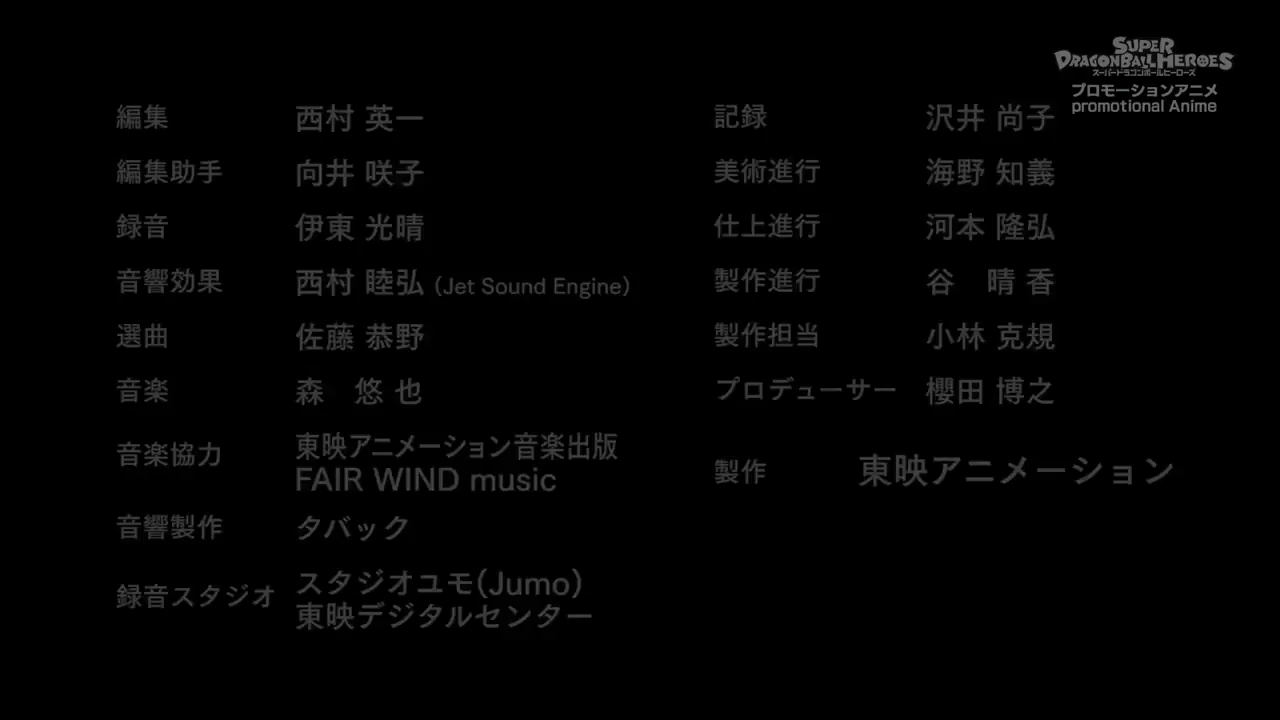 SUPER
DRAGONBALL HEROES
スーパードラゴンボールヒーローズ
プロモーションアニメ
promotional Anime
編集 西村 英一
編集助手 向井 咲子
録音 伊東 光晴
音響効果 西村 睦弘 (Jet Sound Engine)
選曲 佐藤 恭野
音楽 森 悠也
音楽協力 東映アニメーション音楽出版
FAIR WIND music
音響製作 タバック
録音スタジオ スタジオユモ(Jumo)
東映デジタルセンター
記録 沢井 尚子
美術進行 海野 知義
仕上進行 河本 隆弘
製作進行 谷 晴香
製作担当 小林 克規
プロデューサー 櫻田 博之
製作 東映アニメーション